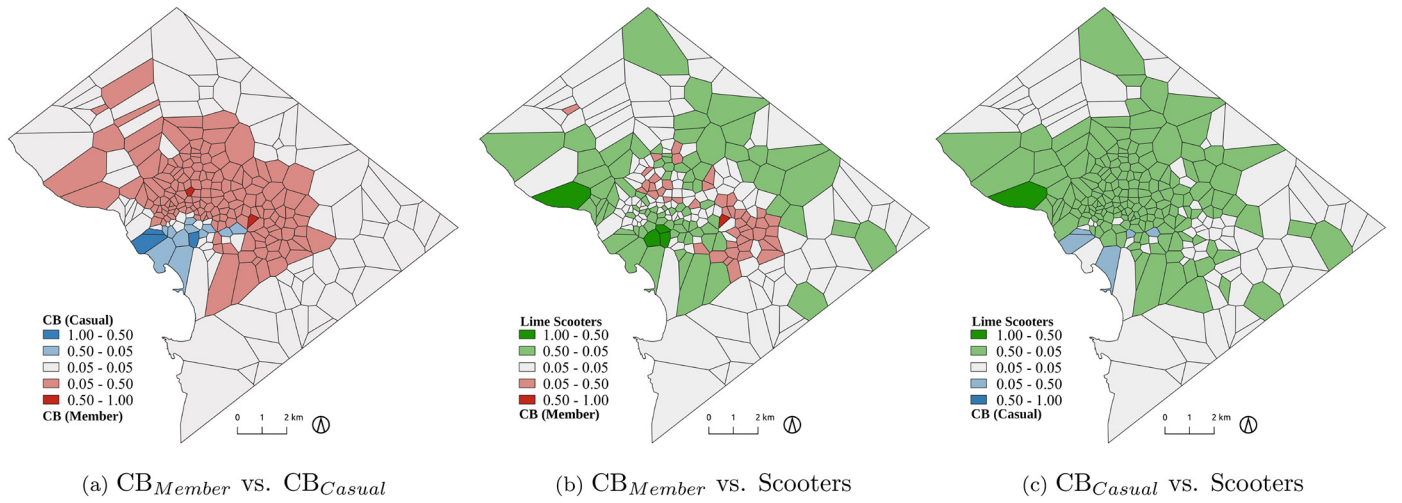 CB (Casual)
1.00 - 0.50
0.50 - 0.05
0.05 - 0.05
0.05 - 0.50
0.50 - 1.00
CB (Member)
0 1 2 km
(a) CB_Member vs. CB_Casual
Lime Scooters
1.00 - 0.50
0.50 - 0.05
0.05 - 0.05
0.05 - 0.50
0.50 - 1.00
CB (Member)
0 1 2 km
(b) CB_Member vs. Scooters
Lime Scooters
1.00 - 0.50
0.50 - 0.05
0.05 - 0.05
0.05 - 0.50
0.50 - 1.00
CB (Casual)
0 1 2 km
(c) CB_Casual vs. Scooters